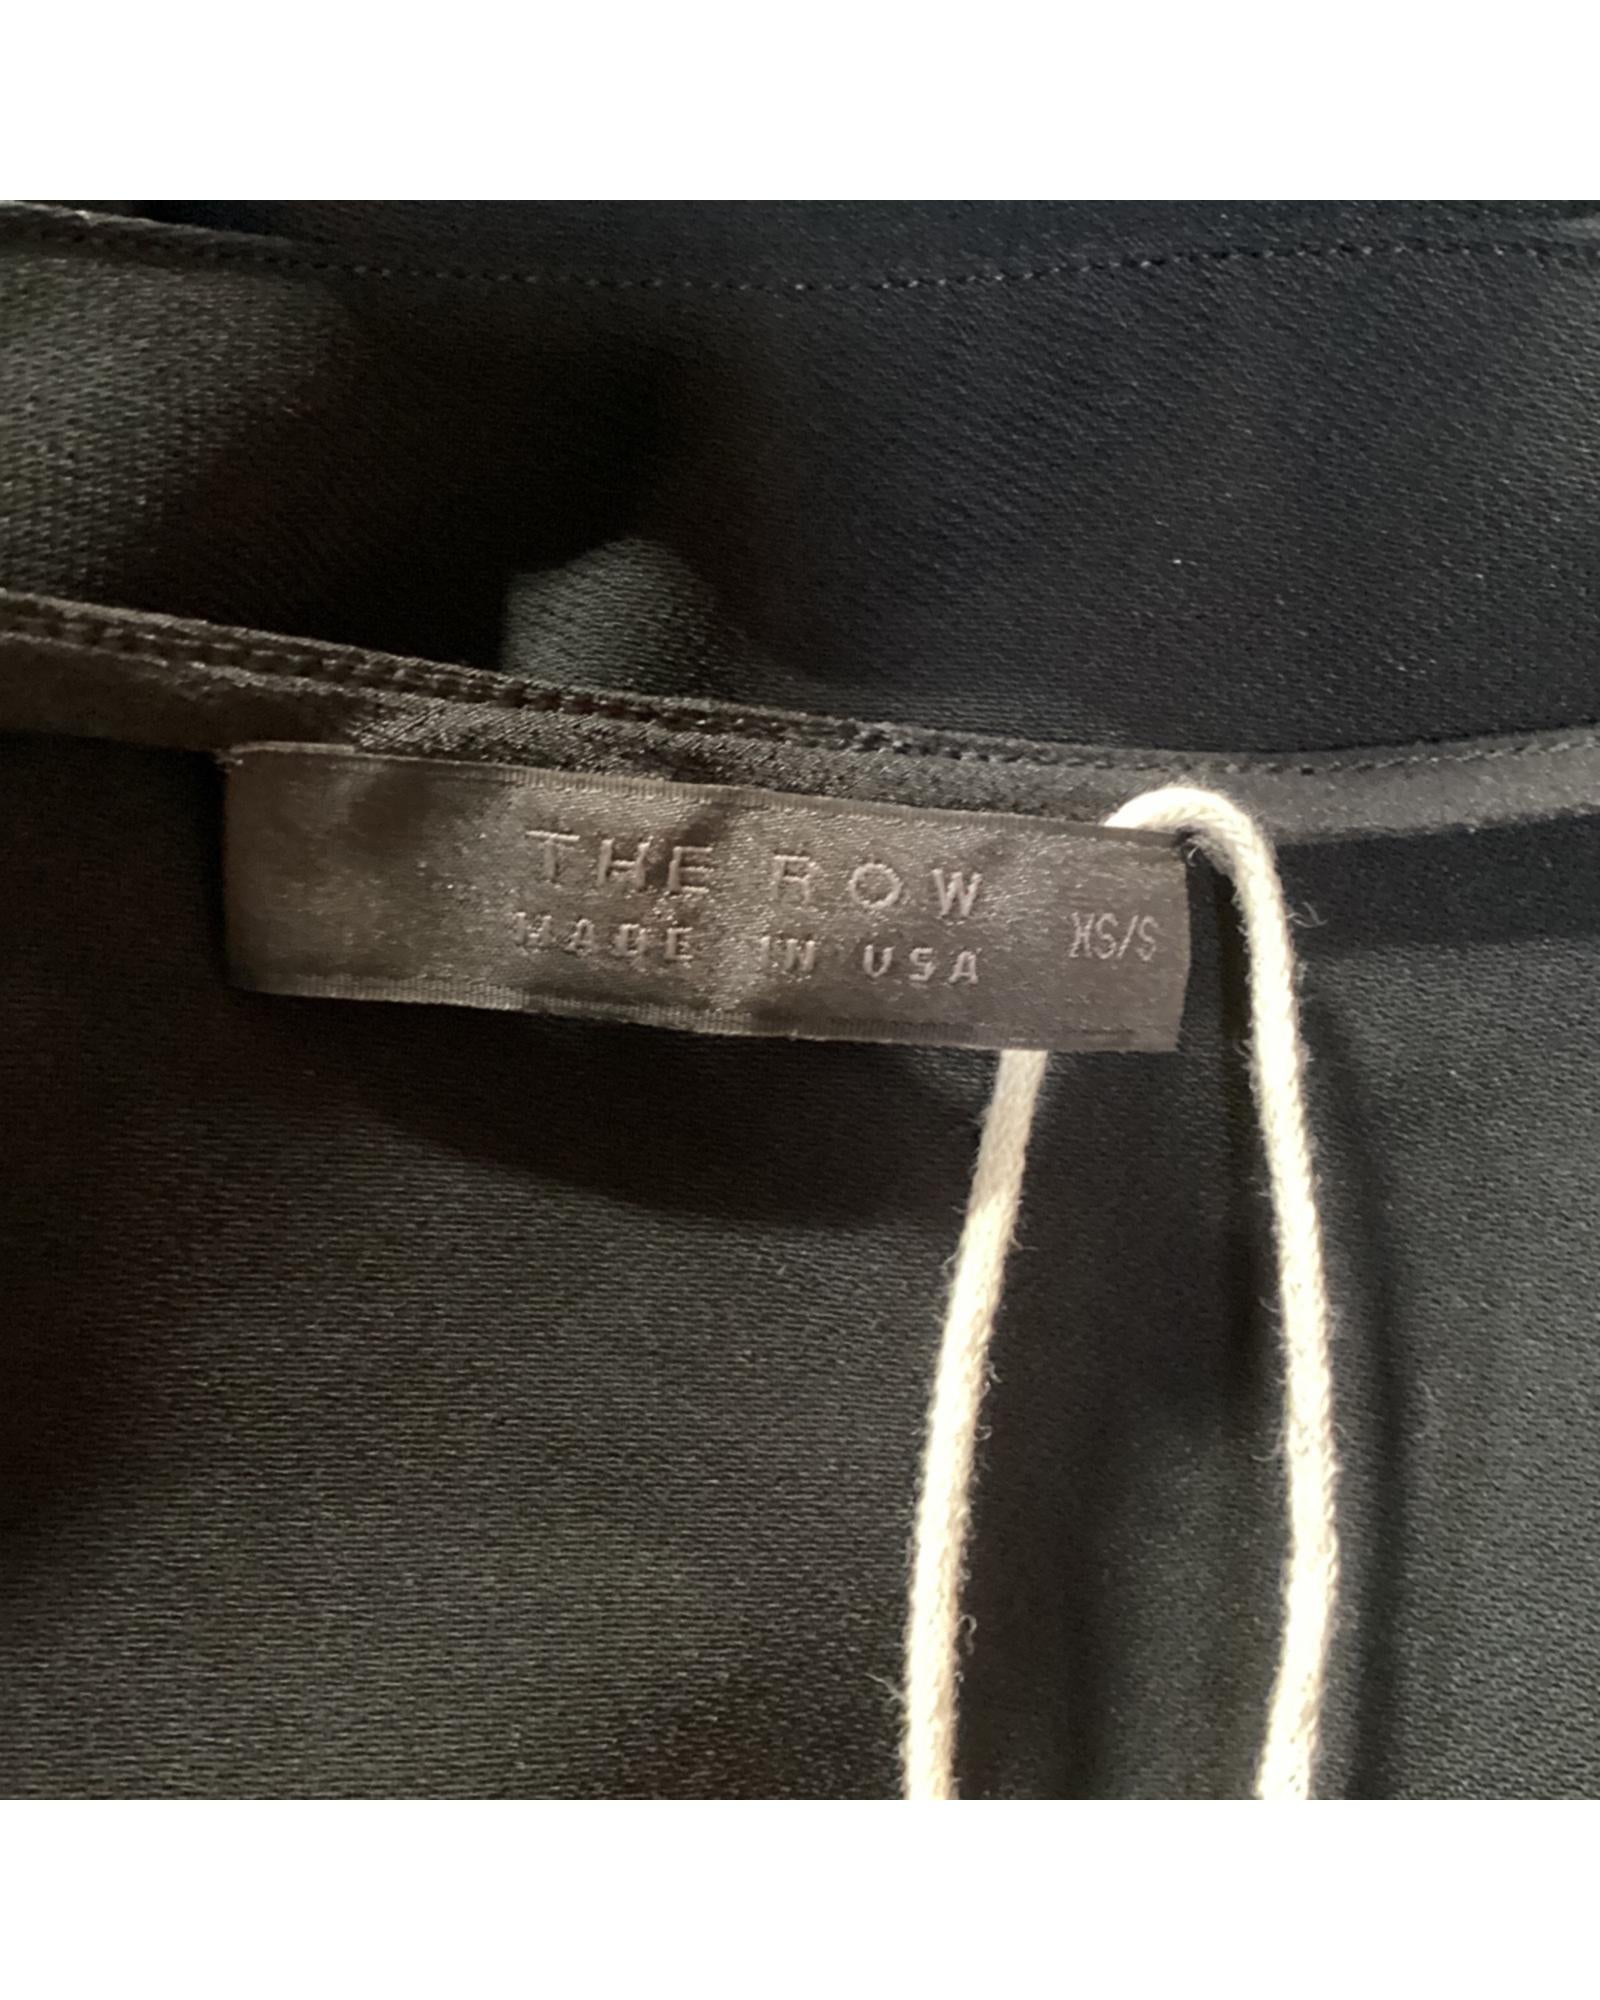 THE ROW
MADE IN USA
XS/S